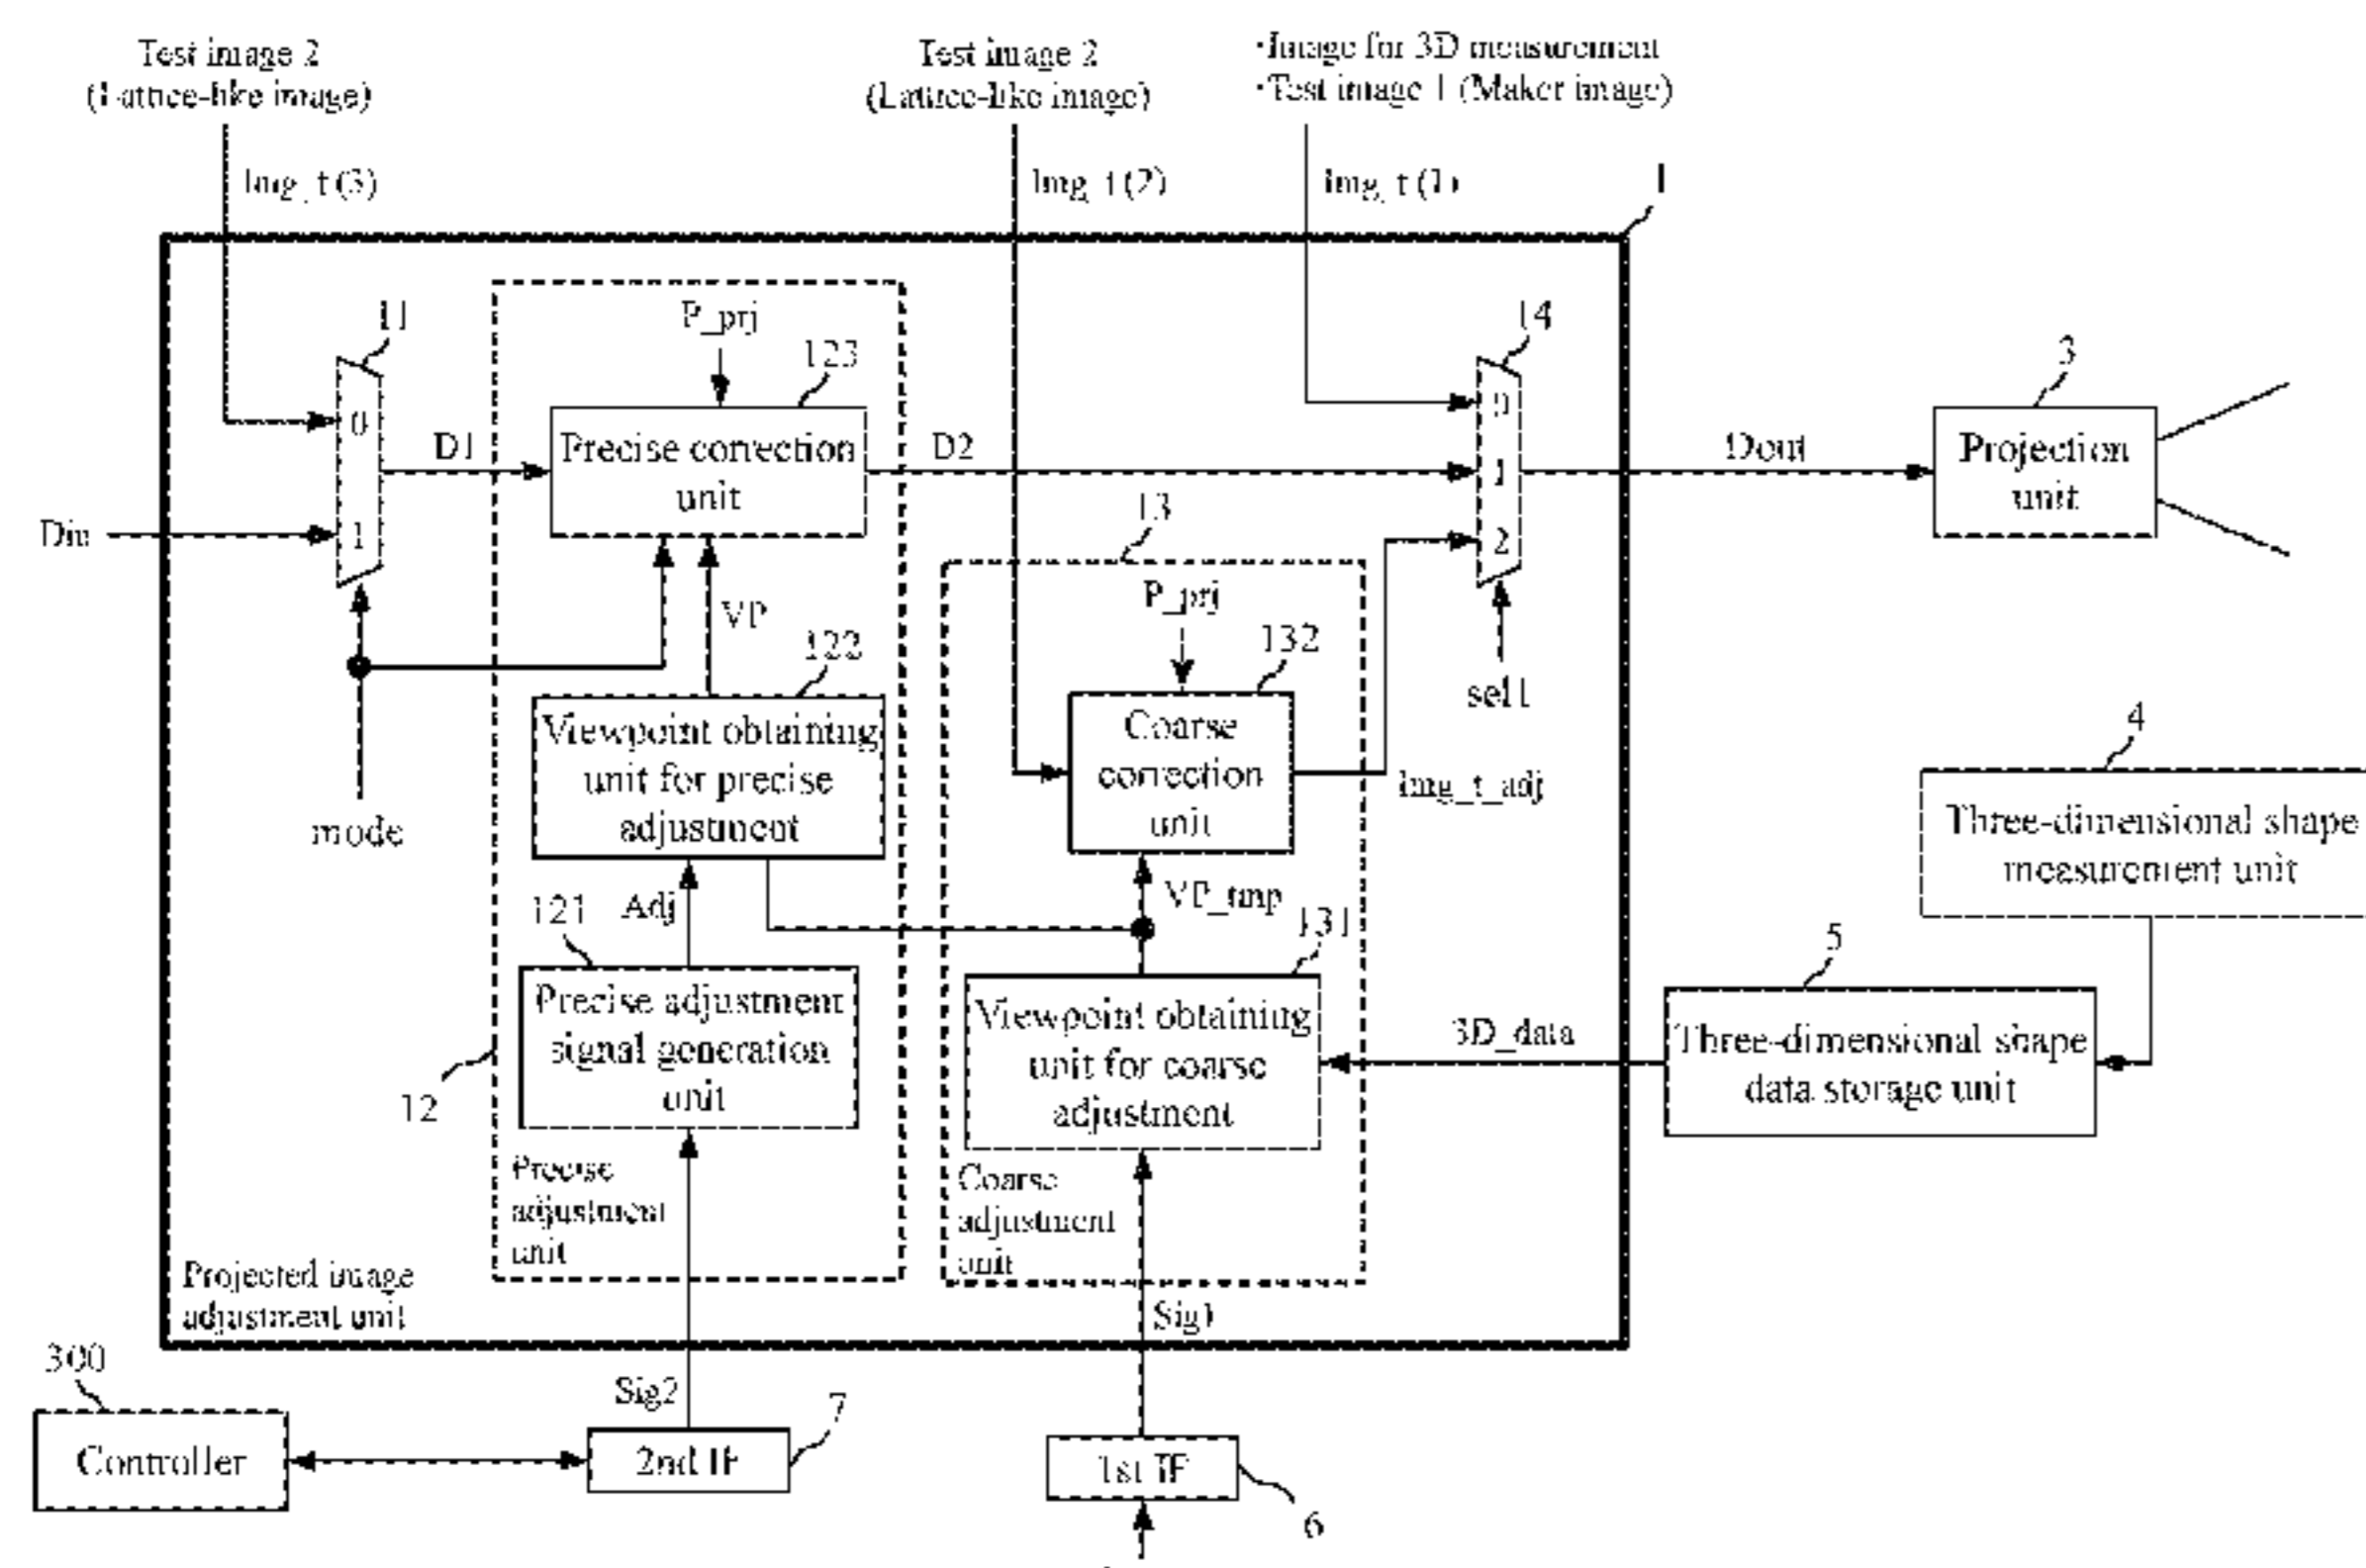 Test image 2
(Lattice-like image)
Test image 2
(Lattice-like image)
·Image for 3D measurement
·Test image 1 (Maker image)
Img_t (3)
Img_t (2)
Img_t (1)
1
11
P_prj
123
14
3
0
0
D1
Precise correction
unit
D2
1
Dout
Projection
unit
13
Din
1
2
P_prj
VP
122
132
sel1
4
Viewpoint obtaining
unit for precise
adjustment
Coarse
correction
unit
Img_t_adj
mode
Three-dimensional shape
measurement unit
121
Adj
VP_tmp
131
5
Precise adjustment
signal generation
unit
Viewpoint obtaining
unit for coarse
adjustment
3D_data
Three-dimensional shape
data storage unit
12
Precise
adjustment
unit
Coarse
adjustment
unit
Projected image
adjustment unit
Sig1
300
Sig2
7
Controller
2nd IF
1st IF
6